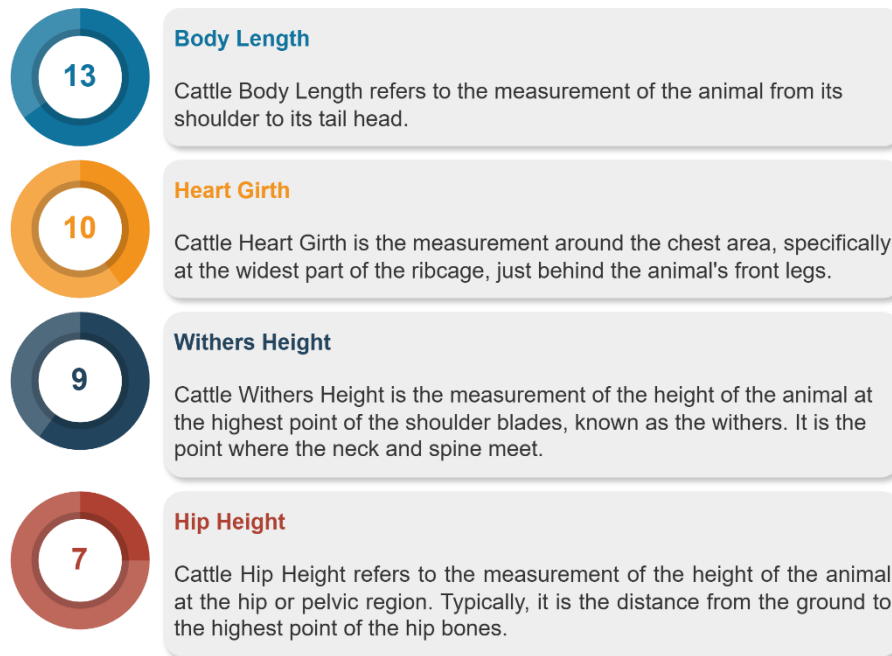 13
Body Length
Cattle Body Length refers to the measurement of the animal from its
shoulder to its tail head.
10
Heart Girth
Cattle Heart Girth is the measurement around the chest area, specifically
at the widest part of the ribcage, just behind the animal's front legs.
9
Withers Height
Cattle Withers Height is the measurement of the height of the animal at
the highest point of the shoulder blades, known as the withers. It is the
point where the neck and spine meet.
7
Hip Height
Cattle Hip Height refers to the measurement of the height of the animal
at the hip or pelvic region. Typically, it is the distance from the ground to
the highest point of the hip bones.